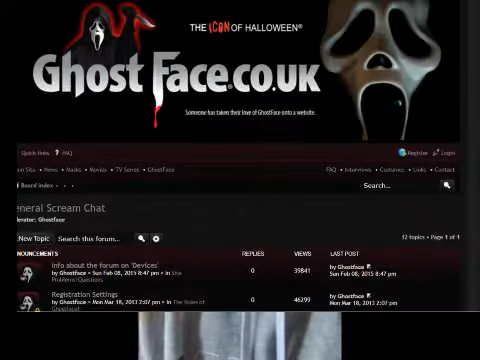 THE ICON OF HALLOWEEN®
GHOST FACE.CO.UK
Someone has taken their love of GhostFace onto a website.
Quick links ? FAQ Register Login
ain Site • News • Masks • Movies • TV Series • GhostFace FAQ • Interviews • Costumes • Links • Contact
Board index Search...
eneral Scream Chat
derator: Ghostface
New Topic Search this forum... 12 topics • Page 1 of 1
NOUNCEMENTS REPLIES VIEWS LAST POST
Info about the forum on 'Devices' 0 39841 by Ghostface
by Ghostface » Sun Feb 08, 2015 8:47 pm » in Site Sun Feb 08, 2015 8:47 pm
Problems/Questions
Registration Settings 0 46299 by Ghostface
by Ghostface » Mon Mar 18, 2013 2:07 pm » in The Rules of Mon Mar 18, 2013 2:07 pm
Ghostface!